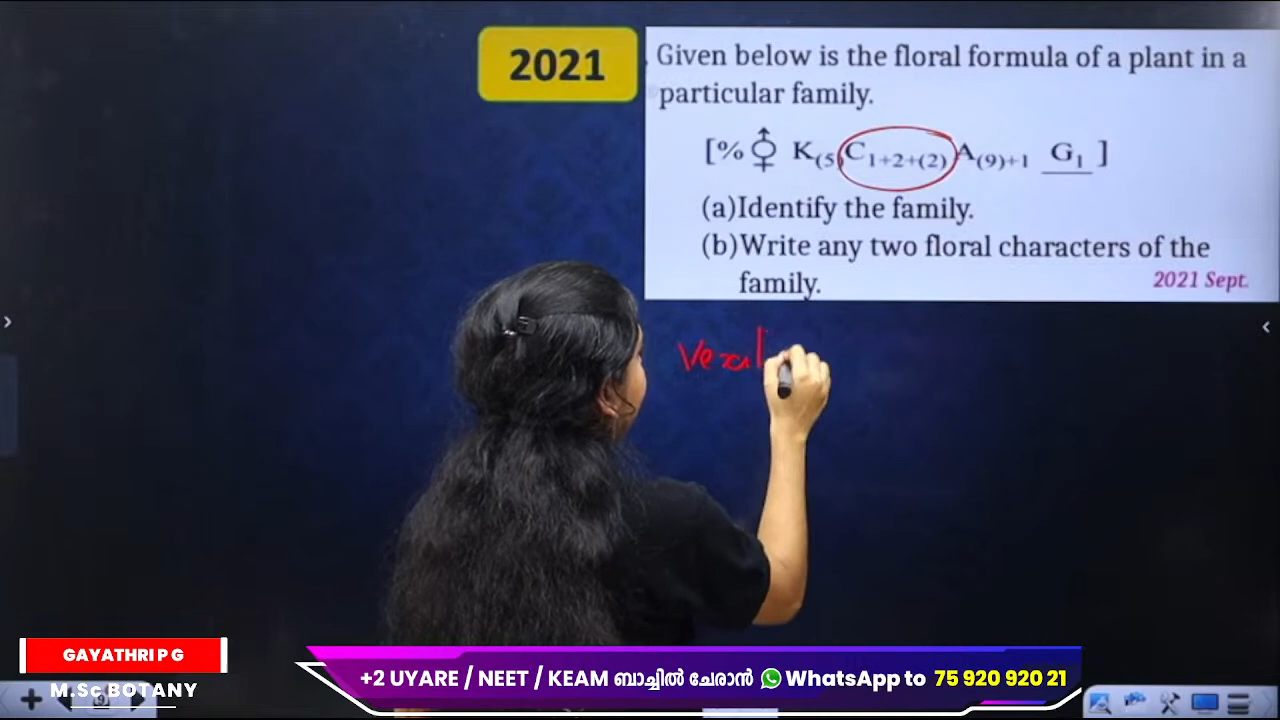 2021
Given below is the floral formula of a plant in a
particular family.
[% ⚥ K(5) C1+2+(2) A(9)+1 G1 ]
(a)Identify the family.
(b)Write any two floral characters of the
family.
2021 Sept.
Vexil
GAYATHRI P G
M.Sc BOTANY
+2 UYARE / NEET / KEAM ബാച്ചിൽ ചേരാൻ WhatsApp to 75 920 920 21